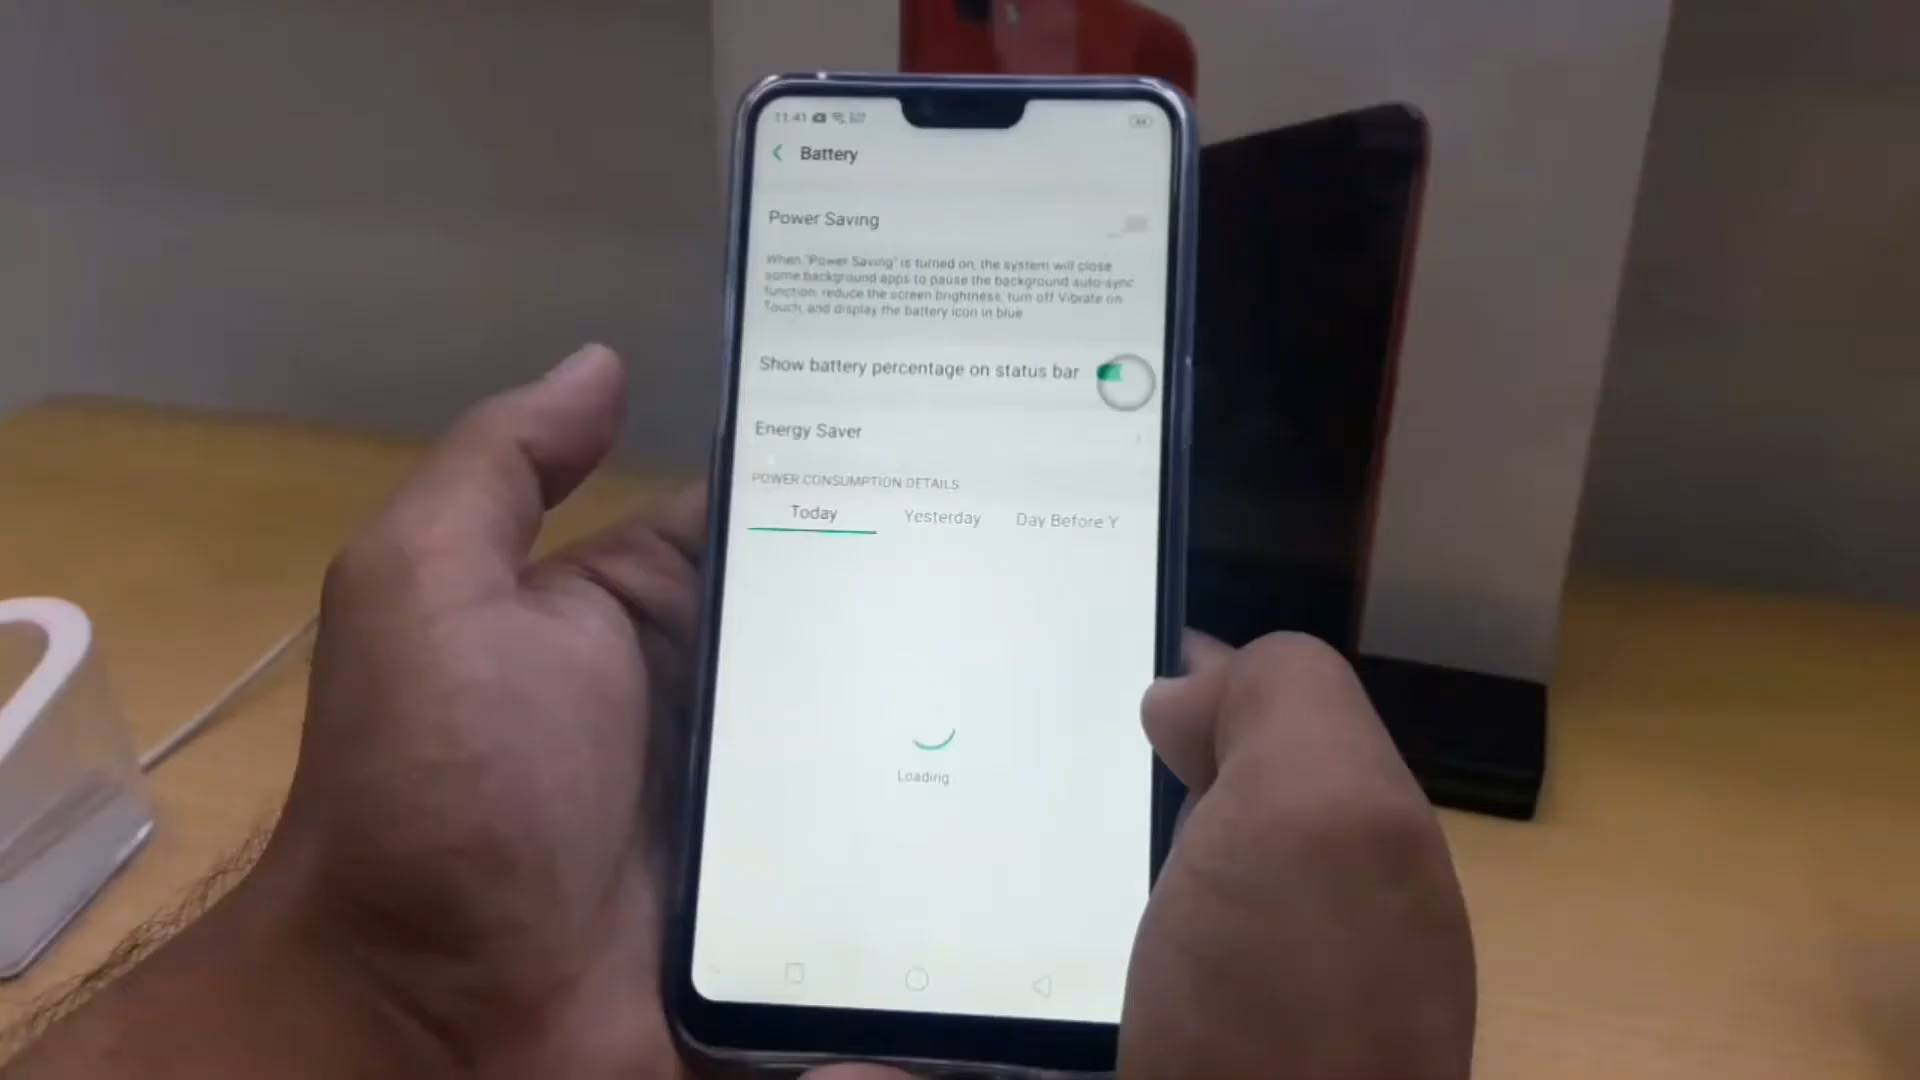 11:41
Battery
Power Saving
When "Power Saving" is turned on, the system will close
some background apps to pause the background auto-sync
function, reduce the screen brightness, turn off Vibrate on
Touch, and display the battery icon in blue
Show battery percentage on status bar
Energy Saver
POWER CONSUMPTION DETAILS
Today Yesterday Day Before Y
Loading